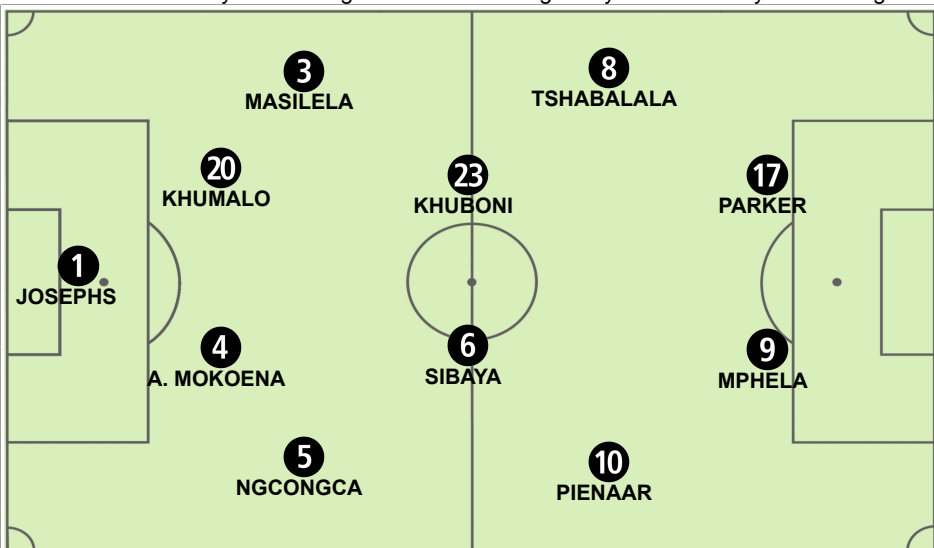 3
MASILELA
8
TSHABALALA
20
KHUMALO
23
KHUBONI
17
PARKER
1
JOSEPHS
4
A. MOKOENA
6
SIBAYA
9
MPHELA
5
NGCONGCA
10
PIENAAR